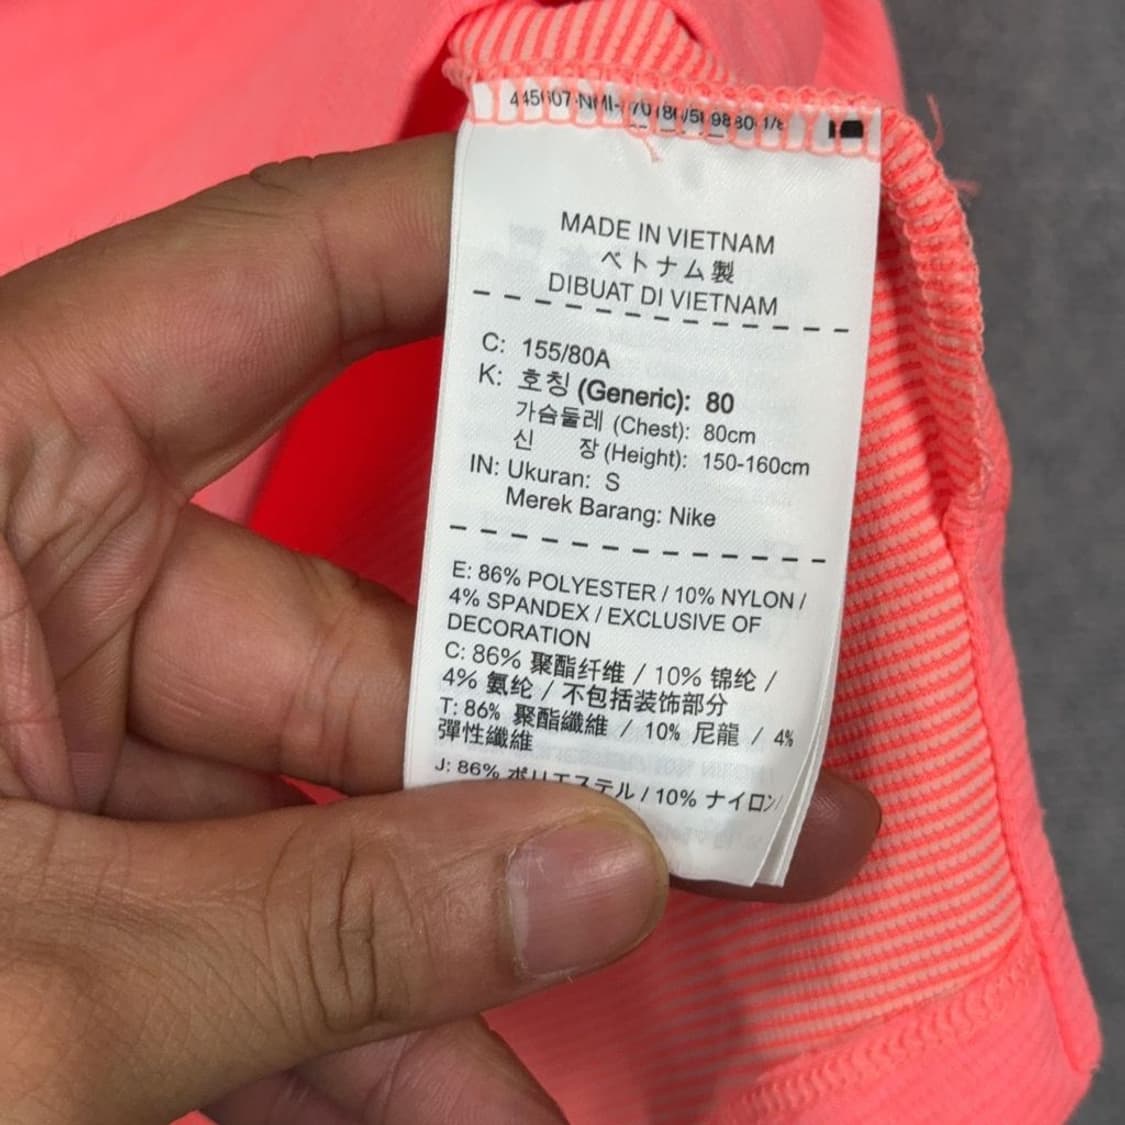 MADE IN VIETNAM
ベトナム製
DIBUAT DI VIETNAM
C: 155/80A
K: 호칭 (Generic): 80
가슴둘레 (Chest): 80cm
신 장 (Height): 150-160cm
IN: Ukuran: S
Merek Barang: Nike
E: 86% POLYESTER / 10% NYLON /
4% SPANDEX / EXCLUSIVE OF
DECORATION
C: 86% 聚酯纤维 / 10% 锦纶 /
4% 氨纶 / 不包括装饰部分
T: 86% 聚酯纖維 / 10% 尼龍 / 4%
彈性纖維
J: 86% ポリエステル / 10% ナイロン/